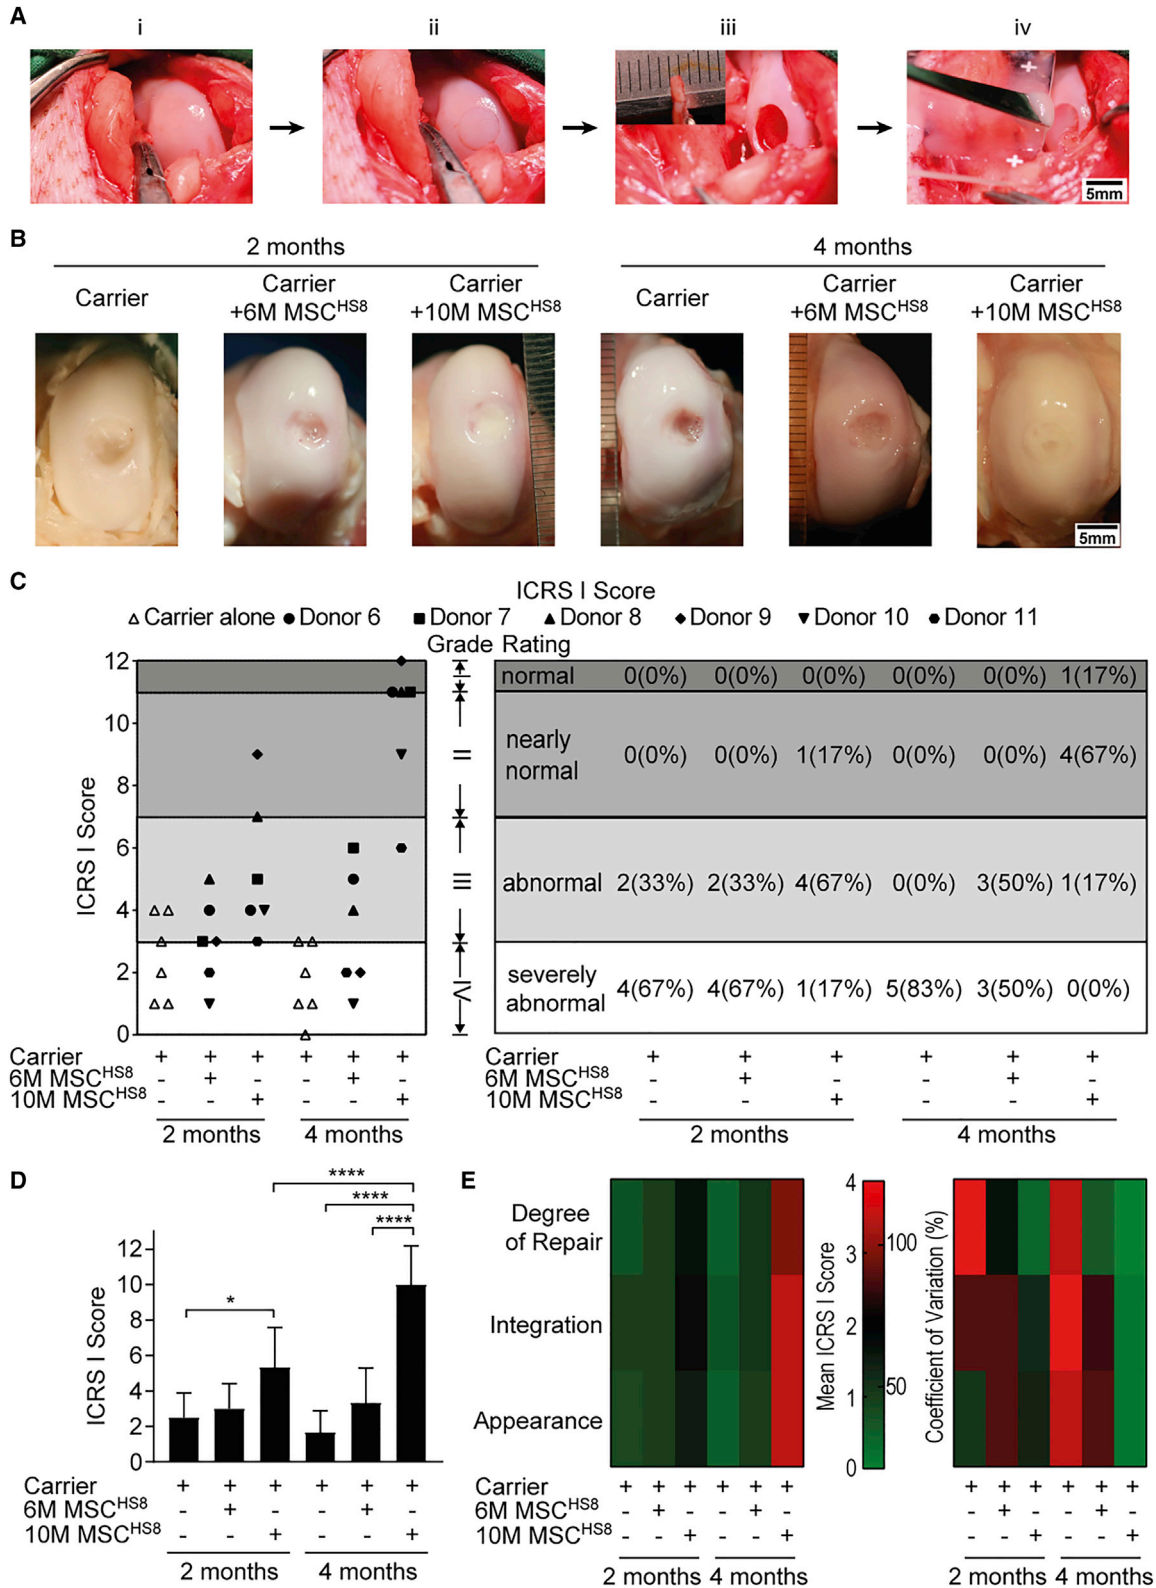 A
i ii iii iv
5mm
B
2 months 4 months
Carrier Carrier +6M MSC^HS8 Carrier +10M MSC^HS8 Carrier Carrier +6M MSC^HS8 Carrier +10M MSC^HS8
5mm
C
ICRS I Score
△ Carrier alone ● Donor 6 ■ Donor 7 ▲ Donor 8 ◆ Donor 9 ▼ Donor 10 ⬣ Donor 11
Grade Rating
ICRS I Score
12
10
8
6
4
2
0
I
II
III
IV
normal 0(0%) 0(0%) 0(0%) 0(0%) 0(0%) 1(17%)
nearly normal 0(0%) 0(0%) 1(17%) 0(0%) 0(0%) 4(67%)
abnormal 2(33%) 2(33%) 4(67%) 0(0%) 3(50%) 1(17%)
severely abnormal 4(67%) 4(67%) 1(17%) 5(83%) 3(50%) 0(0%)
Carrier + + + + + +
6M MSC^HS8 - + - - + -
10M MSC^HS8 - - + - - +
2 months 4 months
Carrier + + + + + +
6M MSC^HS8 - + - - + -
10M MSC^HS8 - - + - - +
2 months 4 months
D
ICRS I Score
12
10
8
6
4
2
0
*
****
****
****
Carrier + + + + + +
6M MSC^HS8 - + - - + -
10M MSC^HS8 - - + - - +
2 months 4 months
E
Degree of Repair
Integration
Appearance
Mean ICRS I Score
4
3
2
1
0
Coefficient of Variation (%)
100
50
Carrier + + + + + + + + + + + +
6M MSC^HS8 - + - - + - - + - - + -
10M MSC^HS8 - - + - - + - - + - - +
2 months 4 months 2 months 4 months